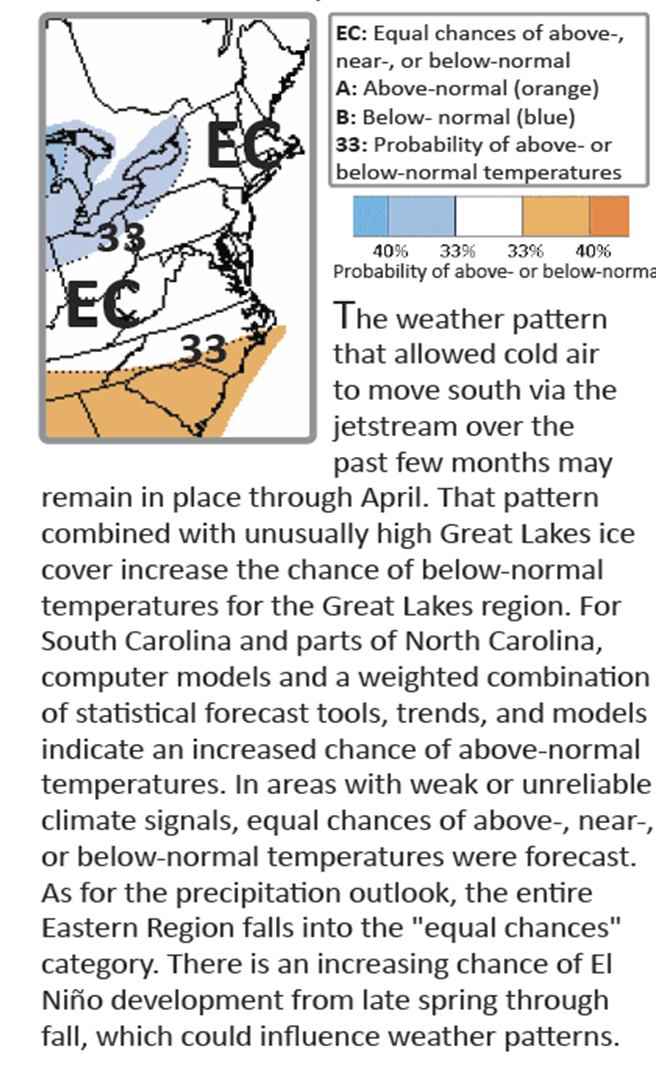 EC
33
EC
33
EC: Equal chances of above-,
near-, or below-normal
A: Above-normal (orange)
B: Below- normal (blue)
33: Probability of above- or
below-normal temperatures
40% 33% 33% 40%
Probability of above- or below-norma
The weather pattern
that allowed cold air
to move south via the
jetstream over the
past few months may
remain in place through April. That pattern
combined with unusually high Great Lakes ice
cover increase the chance of below-normal
temperatures for the Great Lakes region. For
South Carolina and parts of North Carolina,
computer models and a weighted combination
of statistical forecast tools, trends, and models
indicate an increased chance of above-normal
temperatures. In areas with weak or unreliable
climate signals, equal chances of above-, near-,
or below-normal temperatures were forecast.
As for the precipitation outlook, the entire
Eastern Region falls into the "equal chances"
category. There is an increasing chance of El
Niño development from late spring through
fall, which could influence weather patterns.